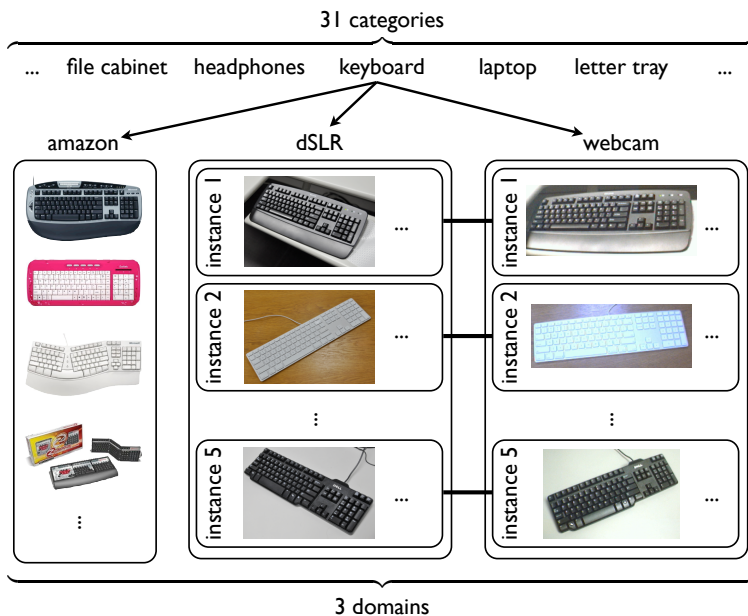 31 categories
... file cabinet headphones keyboard laptop letter tray ...
amazon dSLR webcam
instance 1 ... instance 1 ...
instance 2 ... instance 2 ...
⋮ ⋮
instance 5 ... instance 5 ...
⋮
3 domains